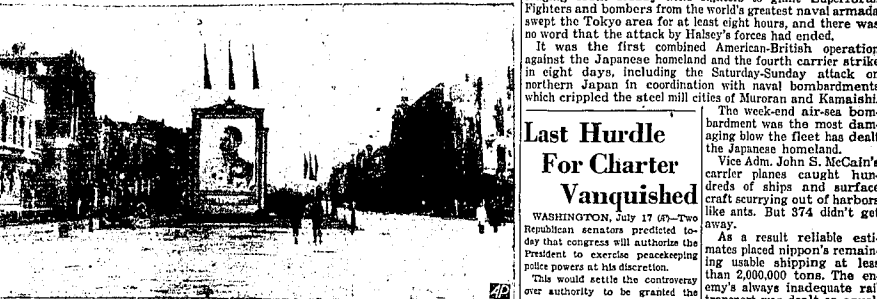 Fighters and bombers from the world's greatest naval armada
swept the Tokyo area for at least eight hours, and there was
no word that the attack by Halsey's forces had ended.
It was the first combined American-British operation
against the Japanese homeland and the fourth carrier strike
in eight days, including the Saturday-Sunday attack on
northern Japan in coordination with naval bombardments
which crippled the steel mill cities of Muroran and Kamaishi.
Last Hurdle
For Charter
Vanquished
WASHINGTON, July 17 (AP)—Two
Republican senators predicted to-
day that congress will authorize the
President to exercise peacekeeping
police powers at his discretion.
This would settle the controversy
over authority to be granted the
The week-end air-sea bom-
bardment was the most dam-
aging blow the fleet has dealt
the Japanese homeland.
Vice Adm. John S. McCain's
carrier planes caught hun-
dreds of ships and surface
craft scurrying out of harbors
like ants. But 374 didn't get
away.
As a result reliable esti-
mates placed nippon's remain-
ing usable shipping at less
than 2,000,000 tons. The en-
emy's always inadequate rail
AP